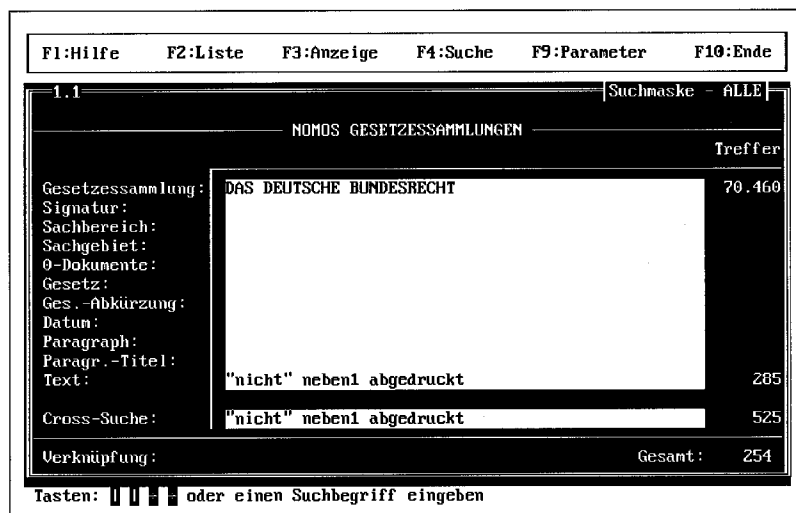 F1:Hilfe F2:Liste F3:Anzeige F4:Suche F9:Parameter F10:Ende
1.1 Suchmaske - ALLE
NOMOS GESETZESSAMMLUNGEN
Treffer
Gesetzessammlung: DAS DEUTSCHE BUNDESRECHT 70.460
Signatur:
Sachbereich:
Sachgebiet:
0-Dokumente:
Gesetz:
Ges.-Abkürzung:
Datum:
Paragraph:
Paragr.-Titel:
Text: "nicht" neben1 abgedruckt 285
Cross-Suche: "nicht" neben1 abgedruckt 525
Verknüpfung: Gesamt: 254
Tasten: oder einen Suchbegriff eingeben